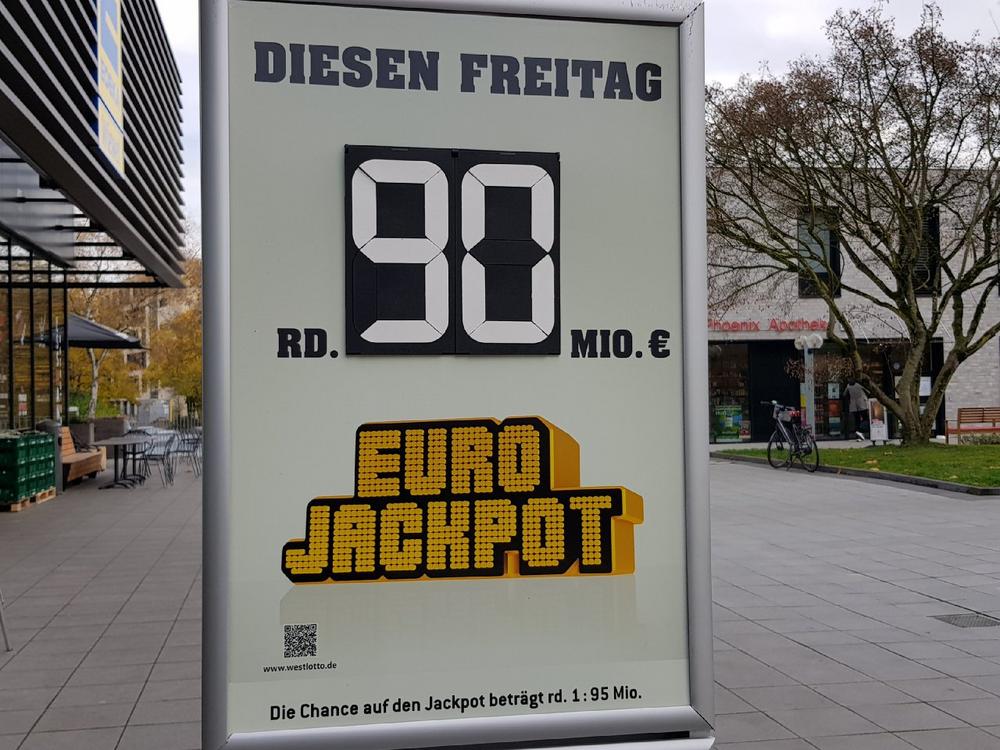 DIESEN FREITAG
90
RD. MIO. €
EURO
JACKPOT
www.westlotto.de
Die Chance auf den Jackpot beträgt rd. 1 : 95 Mio.
Phoenix Apotheke